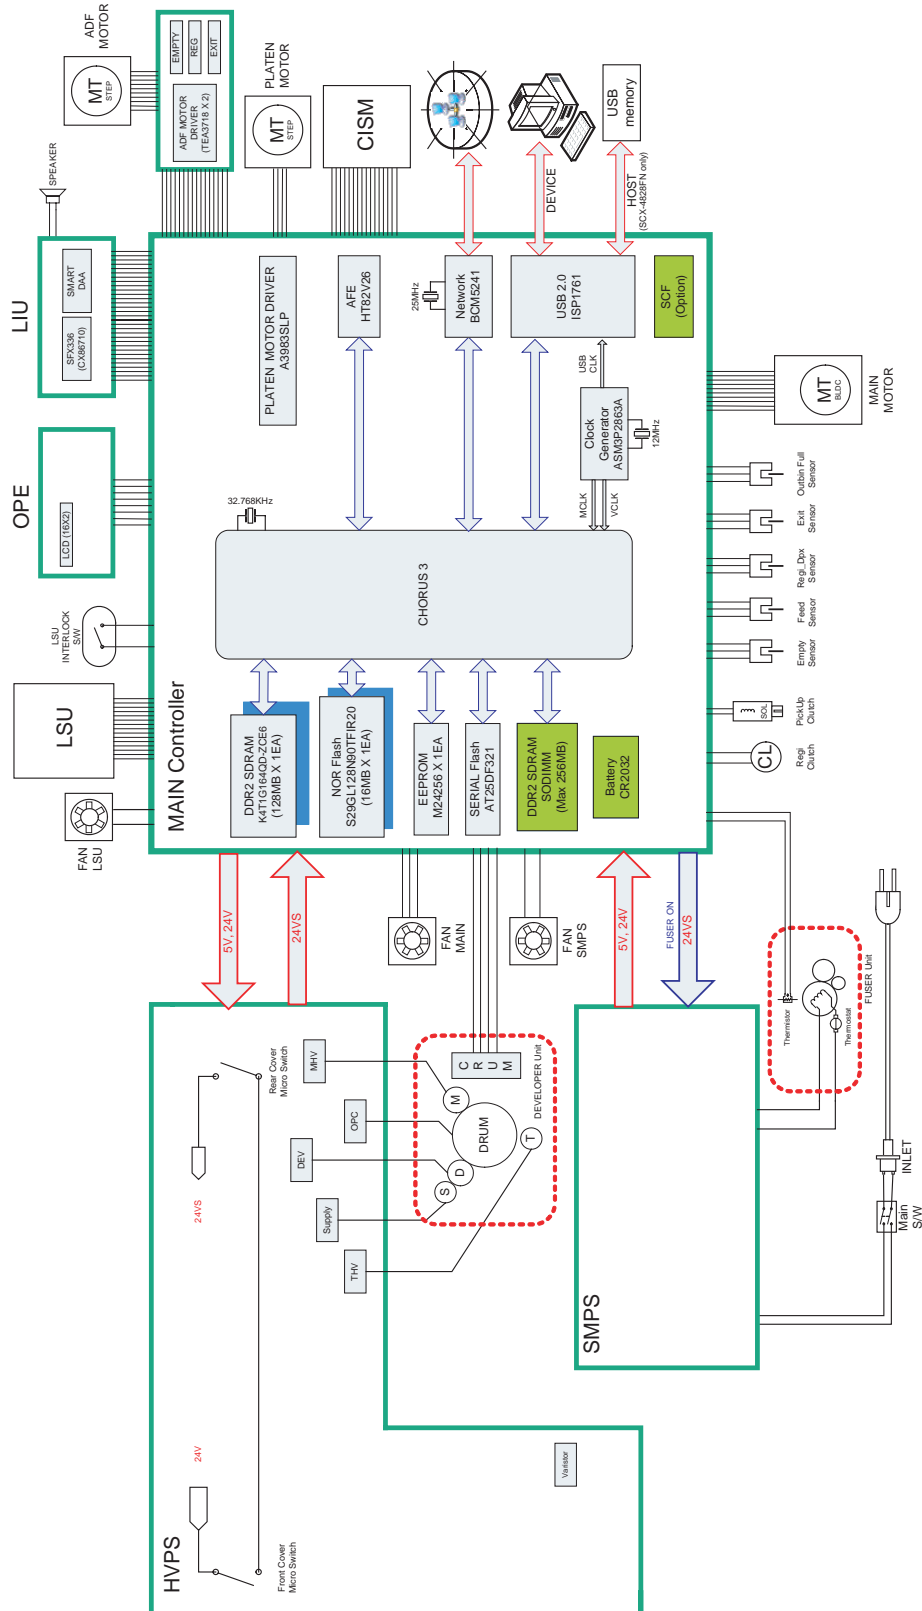 ADF
MOTOR
MT
STEP
EMPTY
REG
EXIT
ADF MOTOR
DRIVER
(TEA3718 X 2)
PLATEN
MOTOR
MT
STEP
CISM
DEVICE
USB
memory
HOST
(SCX-4828FN only)
SPEAKER
LIU
SMART
DAA
SFX336
(CX86710)
PLATEN MOTOR DRIVER
A3983SLP
AFE
HT82V26
25MHz
Network
BCM5241
USB 2.0
ISP1761
SCF
(Option)
USB
CLK
Clock
Generator
ASM3P2863A
12MHz
MCLK
VCLK
MT
BLDC
MAIN
MOTOR
OPE
LCD (16X2)
32.768KHz
CHORUS 3
Outbin Full
Sensor
Exit
Sensor
Regi_Dpx
Sensor
Feed
Sensor
Empty
Sensor
LSU
INTERLOCK
S/W
LSU
MAIN Controller
DDR2 SDRAM
K4T1G164QD-ZCE6
(128MB X 1EA)
NOR Flash
S29GL128N90TFIR20
(16MB X 1EA)
EEPROM
M24256 X 1EA
SERIAL Flash
AT25DF321
DDR2 SDRAM
SODIMM
(Max 256MB)
Battery
CR2032
SOL
PickUp
Clutch
CL
Regi
Clutch
FAN
LSU
5V, 24V
24VS
FAN
MAIN
FAN
SMPS
5V, 24V
FUSER ON
24VS
Thermistor
Thermostat
FUSER Unit
Rear Cover
Micro Switch
24VS
MHV
OPC
DEV
Supply
THV
C
R
U
M
M
DRUM
D
S
T
DEVELOPER Unit
INLET
Main
S/W
SMPS
24V
HVPS
Front Cover
Micro Switch
Varistor